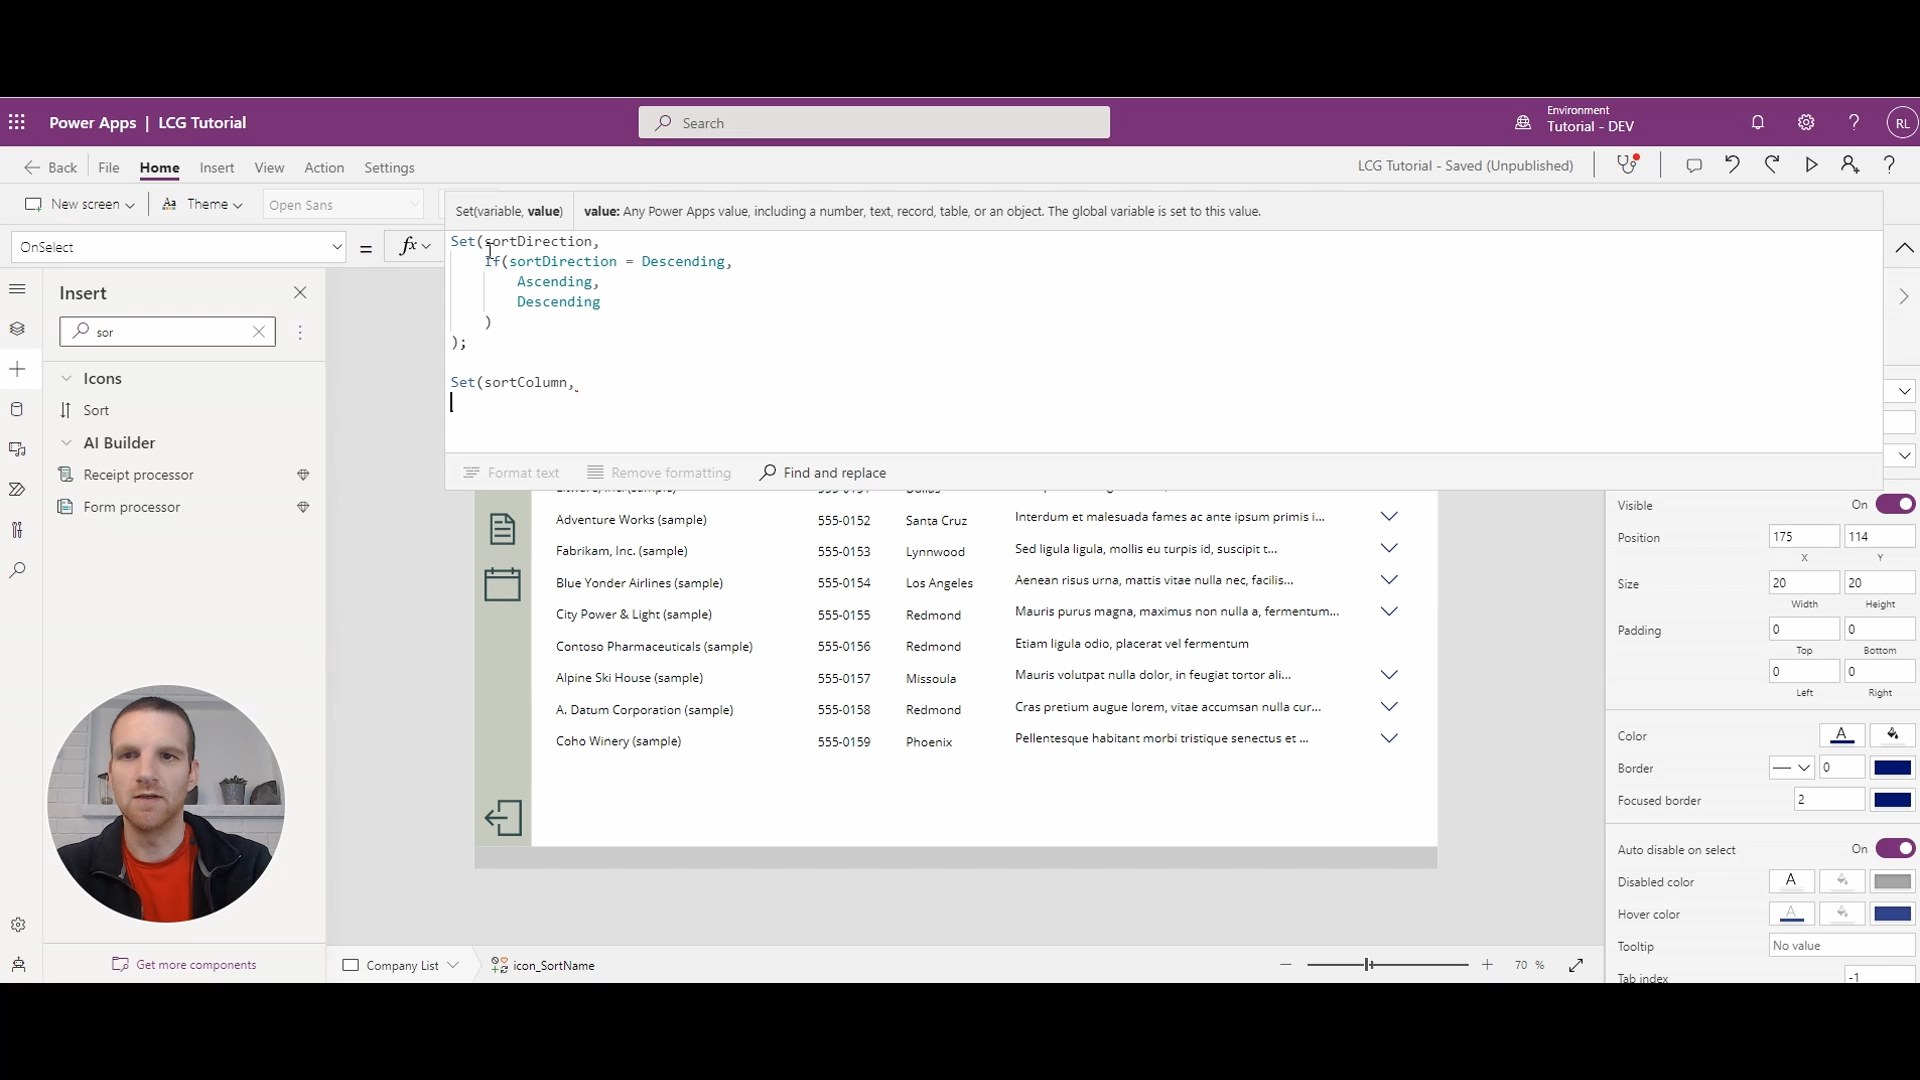 Power Apps | LCG Tutorial
Search
Environment
Tutorial - DEV
RL
Back
File
Home
Insert
View
Action
Settings
LCG Tutorial - Saved (Unpublished)
New screen
Theme
Open Sans
Set(variable, value)
value: Any Power Apps value, including a number, text, record, table, or an object. The global variable is set to this value.
OnSelect
=
fx
Set(sortDirection,
If(sortDirection = Descending,
Ascending,
Descending
)
);
Set(sortColumn,
Format text
Remove formatting
Find and replace
Insert
sor
Icons
Sort
AI Builder
Receipt processor
Form processor
Get more components
Adventure Works (sample) 555-0152 Santa Cruz Interdum et malesuada fames ac ante ipsum primis i...
Fabrikam, Inc. (sample) 555-0153 Lynnwood Sed ligula ligula, mollis eu turpis id, suscipit t...
Blue Yonder Airlines (sample) 555-0154 Los Angeles Aenean risus urna, mattis vitae nulla nec, facilis...
City Power & Light (sample) 555-0155 Redmond Mauris purus magna, maximus non nulla a, fermentum...
Contoso Pharmaceuticals (sample) 555-0156 Redmond Etiam ligula odio, placerat vel fermentum
Alpine Ski House (sample) 555-0157 Missoula Mauris volutpat nulla dolor, in feugiat tortor ali...
A. Datum Corporation (sample) 555-0158 Redmond Cras pretium augue lorem, vitae accumsan nulla cur...
Coho Winery (sample) 555-0159 Phoenix Pellentesque habitant morbi tristique senectus et ...
Company List
icon_SortName
70 %
Visible
On
Position
175
114
X
Y
Size
20
20
Width
Height
Padding
0
0
Top
Bottom
0
0
Left
Right
Color
A
Border
0
Focused border
2
Auto disable on select
On
Disabled color
A
Hover color
A
Tooltip
No value
Tab index
-1